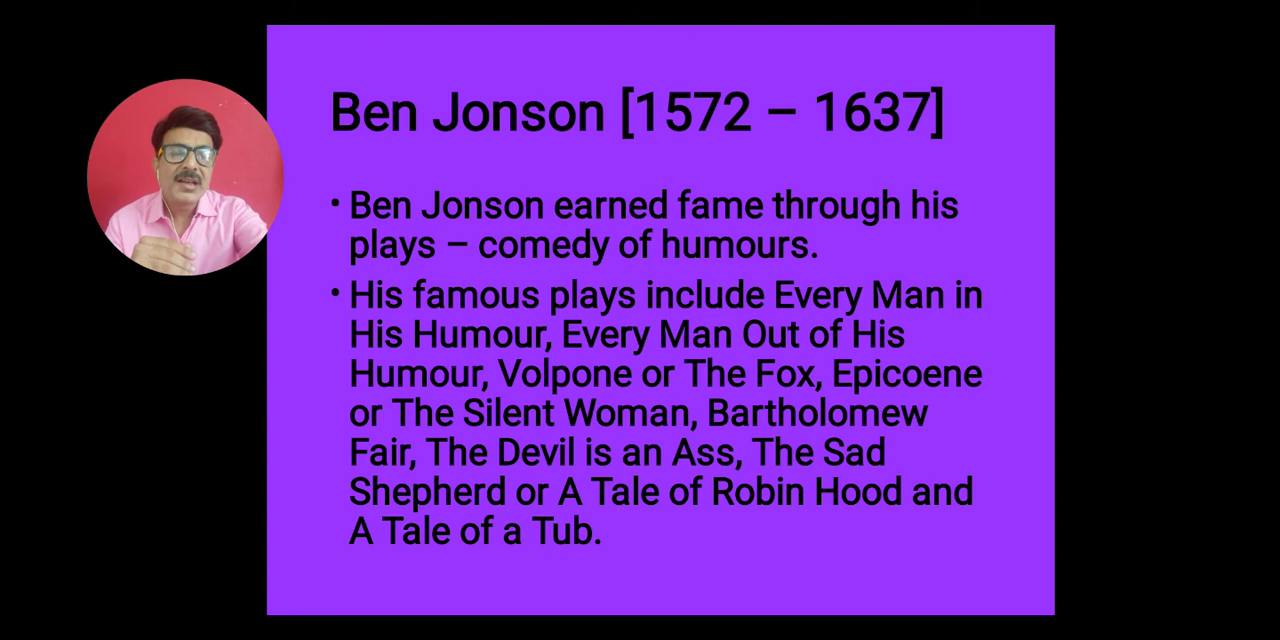 Ben Jonson [1572 – 1637]
• Ben Jonson earned fame through his
plays – comedy of humours.
• His famous plays include Every Man in
His Humour, Every Man Out of His
Humour, Volpone or The Fox, Epicoene
or The Silent Woman, Bartholomew
Fair, The Devil is an Ass, The Sad
Shepherd or A Tale of Robin Hood and
A Tale of a Tub.